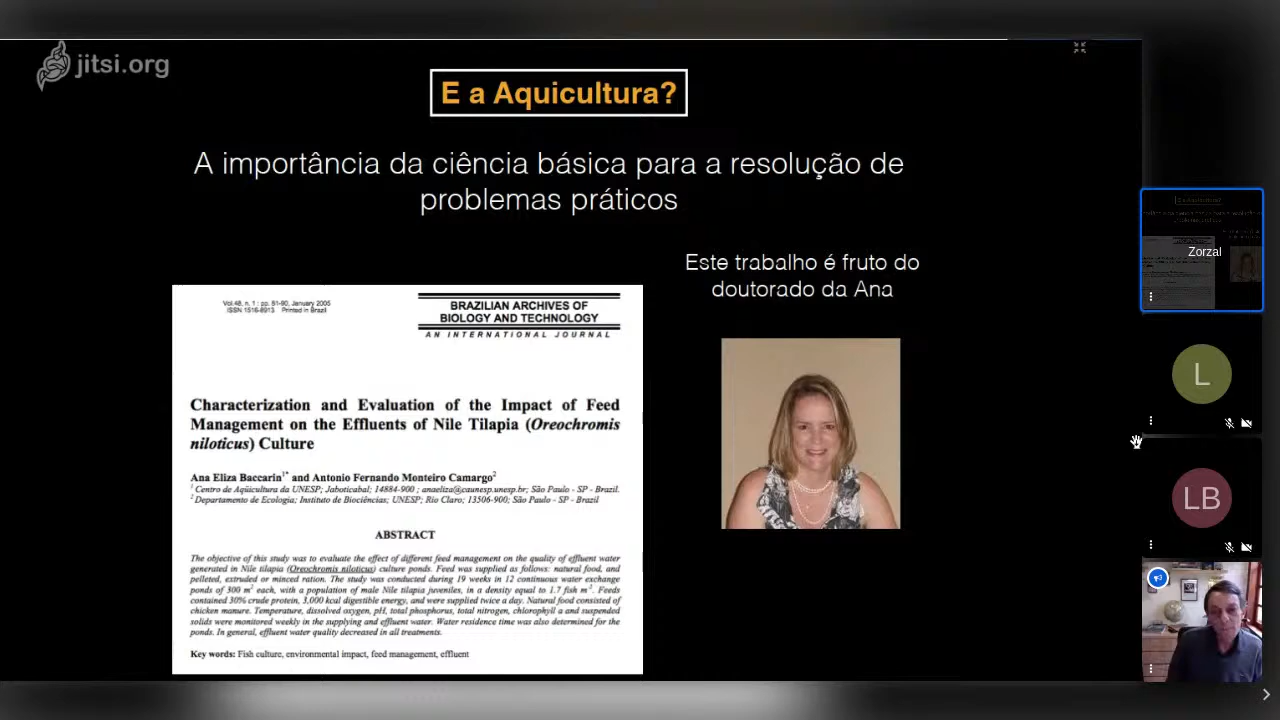 jitsi.org
E a Aquicultura?
A importância da ciência básica para a resolução de
problemas práticos
Este trabalho é fruto do
doutorado da Ana
Vol.48, n. 1 : pp. 51-90, January 2005
ISSN 1516-8913 Printed in Brazil
BRAZILIAN ARCHIVES OF
BIOLOGY AND TECHNOLOGY
AN INTERNATIONAL JOURNAL
Characterization and Evaluation of the Impact of Feed
Management on the Effluents of Nile Tilapia (Oreochromis
niloticus) Culture
Ana Eliza Baccarin1* and Antonio Fernando Monteiro Camargo2
1 Centro de Aqüicultura da UNESP; Jaboticabal; 14884-900 ; anaeliza@caunesp.unesp.br; São Paulo - SP - Brazil.
2 Departamento de Ecologia; Instituto de Biociências; UNESP; Rio Claro; 13506-900; São Paulo - SP - Brazil
ABSTRACT
The objective of this study was to evaluate the effect of different feed management on the quality of effluent water
generated in Nile tilapia (Oreochromis niloticus) culture ponds. Feed was supplied as follows: natural food, and
pelleted, extruded or minced ration. The study was conducted during 19 weeks in 12 continuous water exchange
ponds of 300 m2 each, with a population of male Nile tilapia juveniles, in a density equal to 1.7 fish m-2. Feeds
contained 30% crude protein, 3,000 kcal digestible energy, and were supplied twice a day. Natural food consisted of
chicken manure. Temperature, dissolved oxygen, pH, total phosphorus, total nitrogen, chlorophyll a and suspended
solids were monitored weekly in the supplying and effluent water. Water residence time was also determined for the
ponds. In general, effluent water quality decreased in all treatments.
Key words: Fish culture, environmental impact, feed management, effluent
Zorzal
L
LB